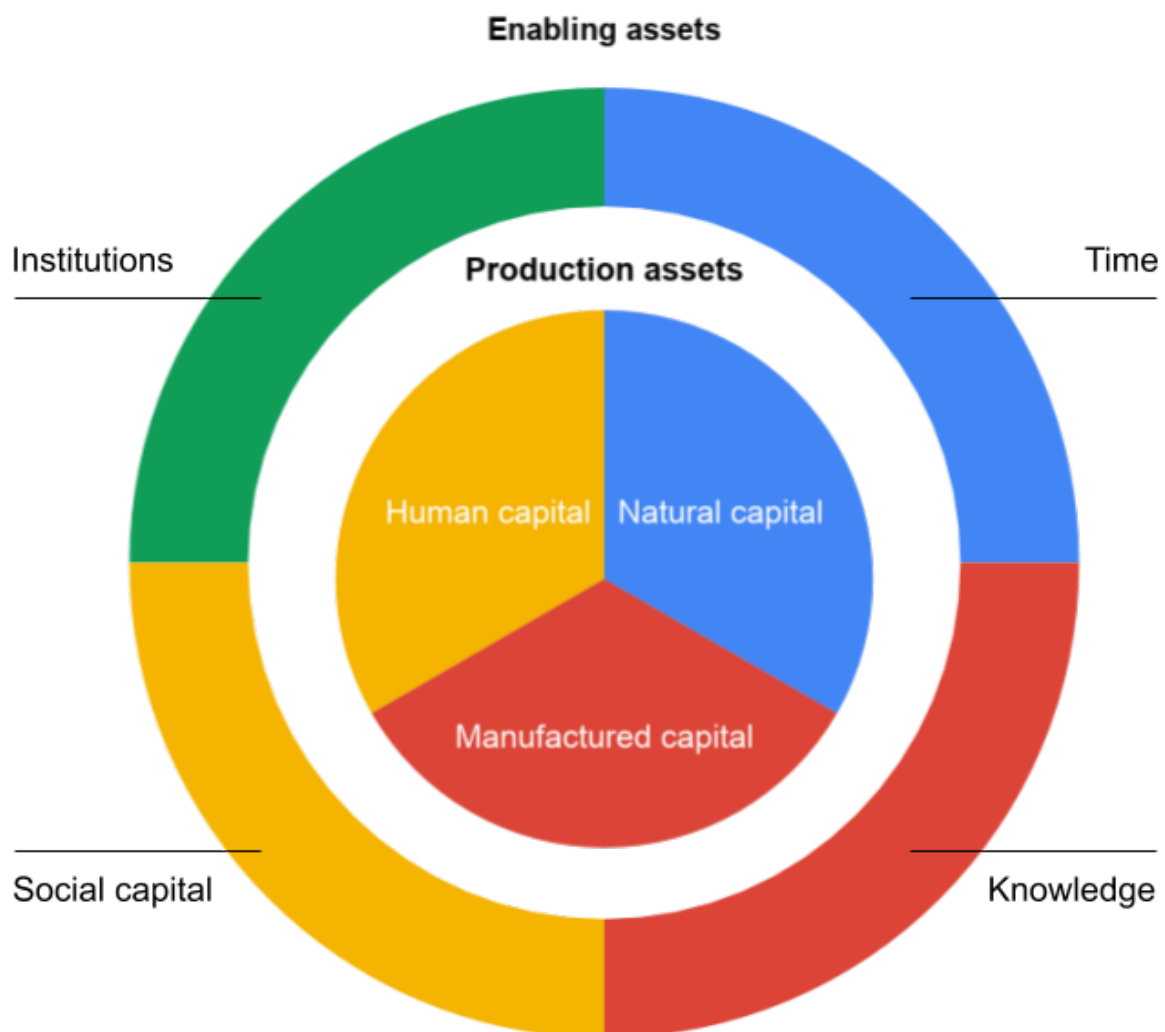 Enabling assets
Institutions
Time
Production assets
Human capital
Natural capital
Manufactured capital
Social capital
Knowledge